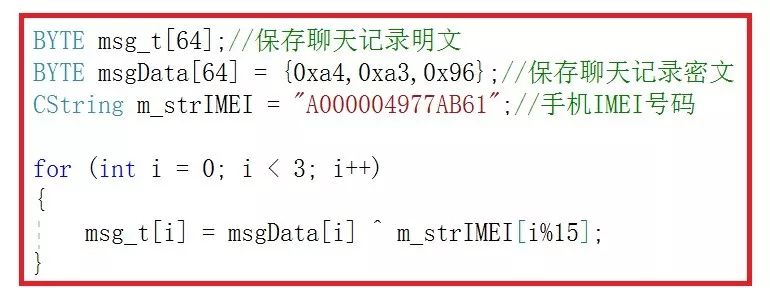 BYTE msg_t[64];//保存聊天记录明文
BYTE msgData[64] = {0xa4,0xa3,0x96};//保存聊天记录密文
CString m_strIMEI = "A000004977AB61";//手机IMEI号码
for (int i = 0; i < 3; i++)
{
msg_t[i] = msgData[i] ^ m_strIMEI[i%15];
}